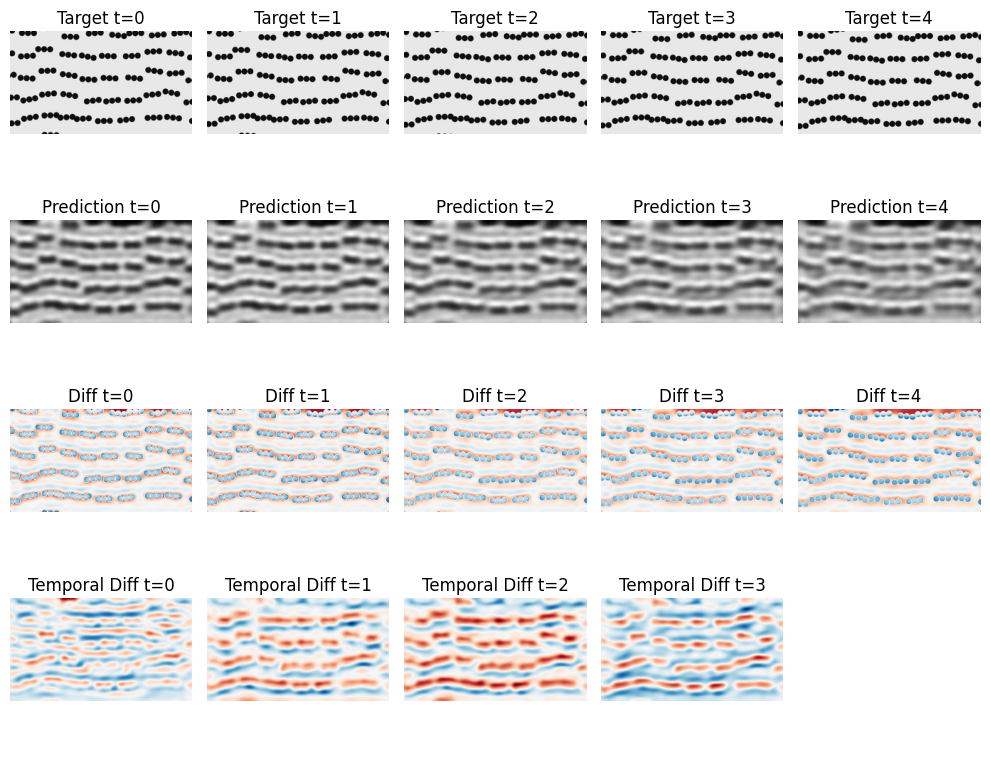 Target t=0 Target t=1 Target t=2 Target t=3 Target t=4
Prediction t=0 Prediction t=1 Prediction t=2 Prediction t=3 Prediction t=4
Diff t=0 Diff t=1 Diff t=2 Diff t=3 Diff t=4
Temporal Diff t=0 Temporal Diff t=1 Temporal Diff t=2 Temporal Diff t=3